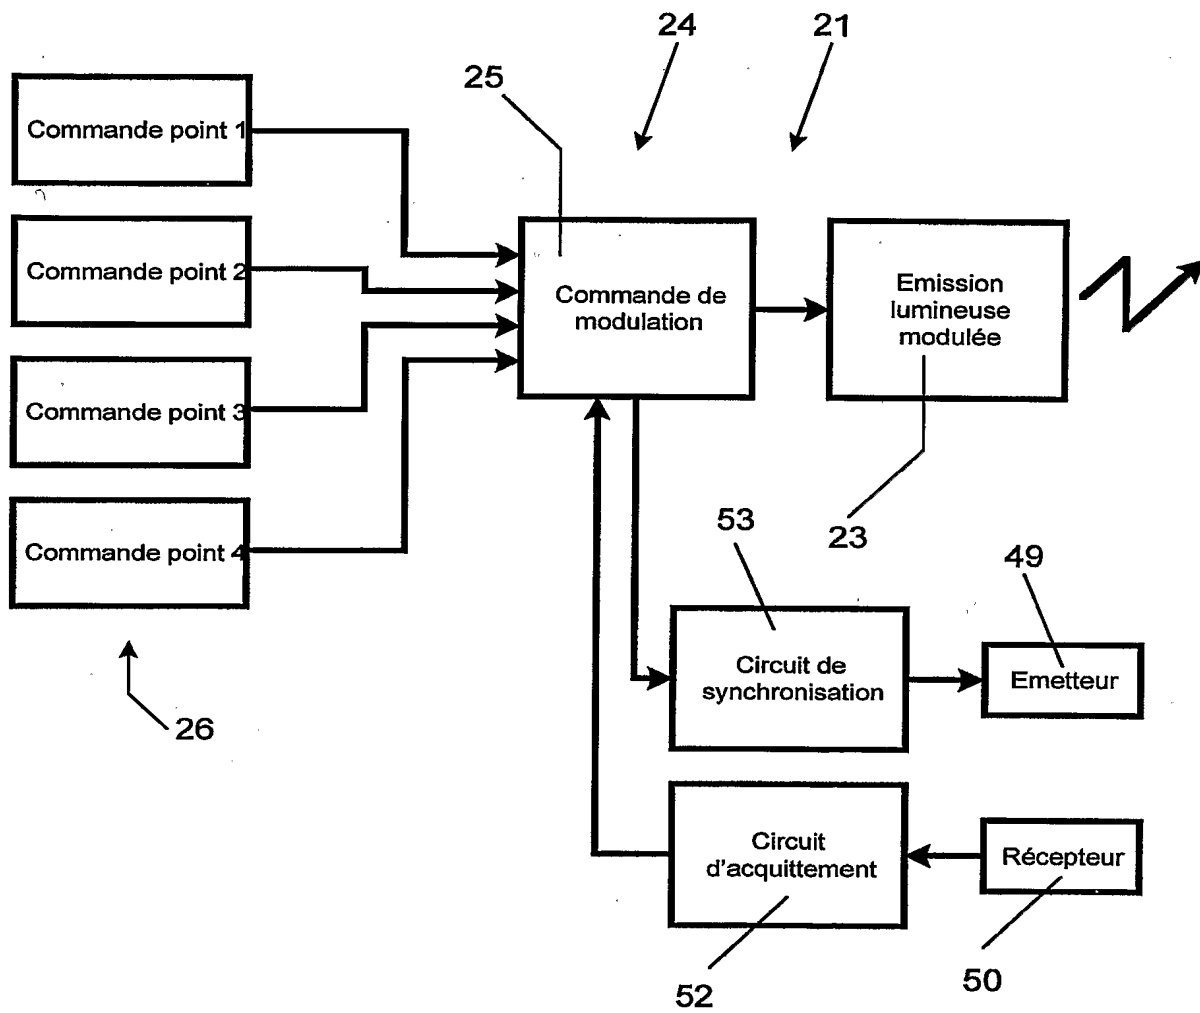 24
21
25
Commande point 1
Commande point 2
Commande point 3
Commande point 4
26
Commande de
modulation
Emission
lumineuse
modulée
23
53
49
Circuit de
synchronisation
Emetteur
Circuit
d'acquittement
Récepteur
52
50